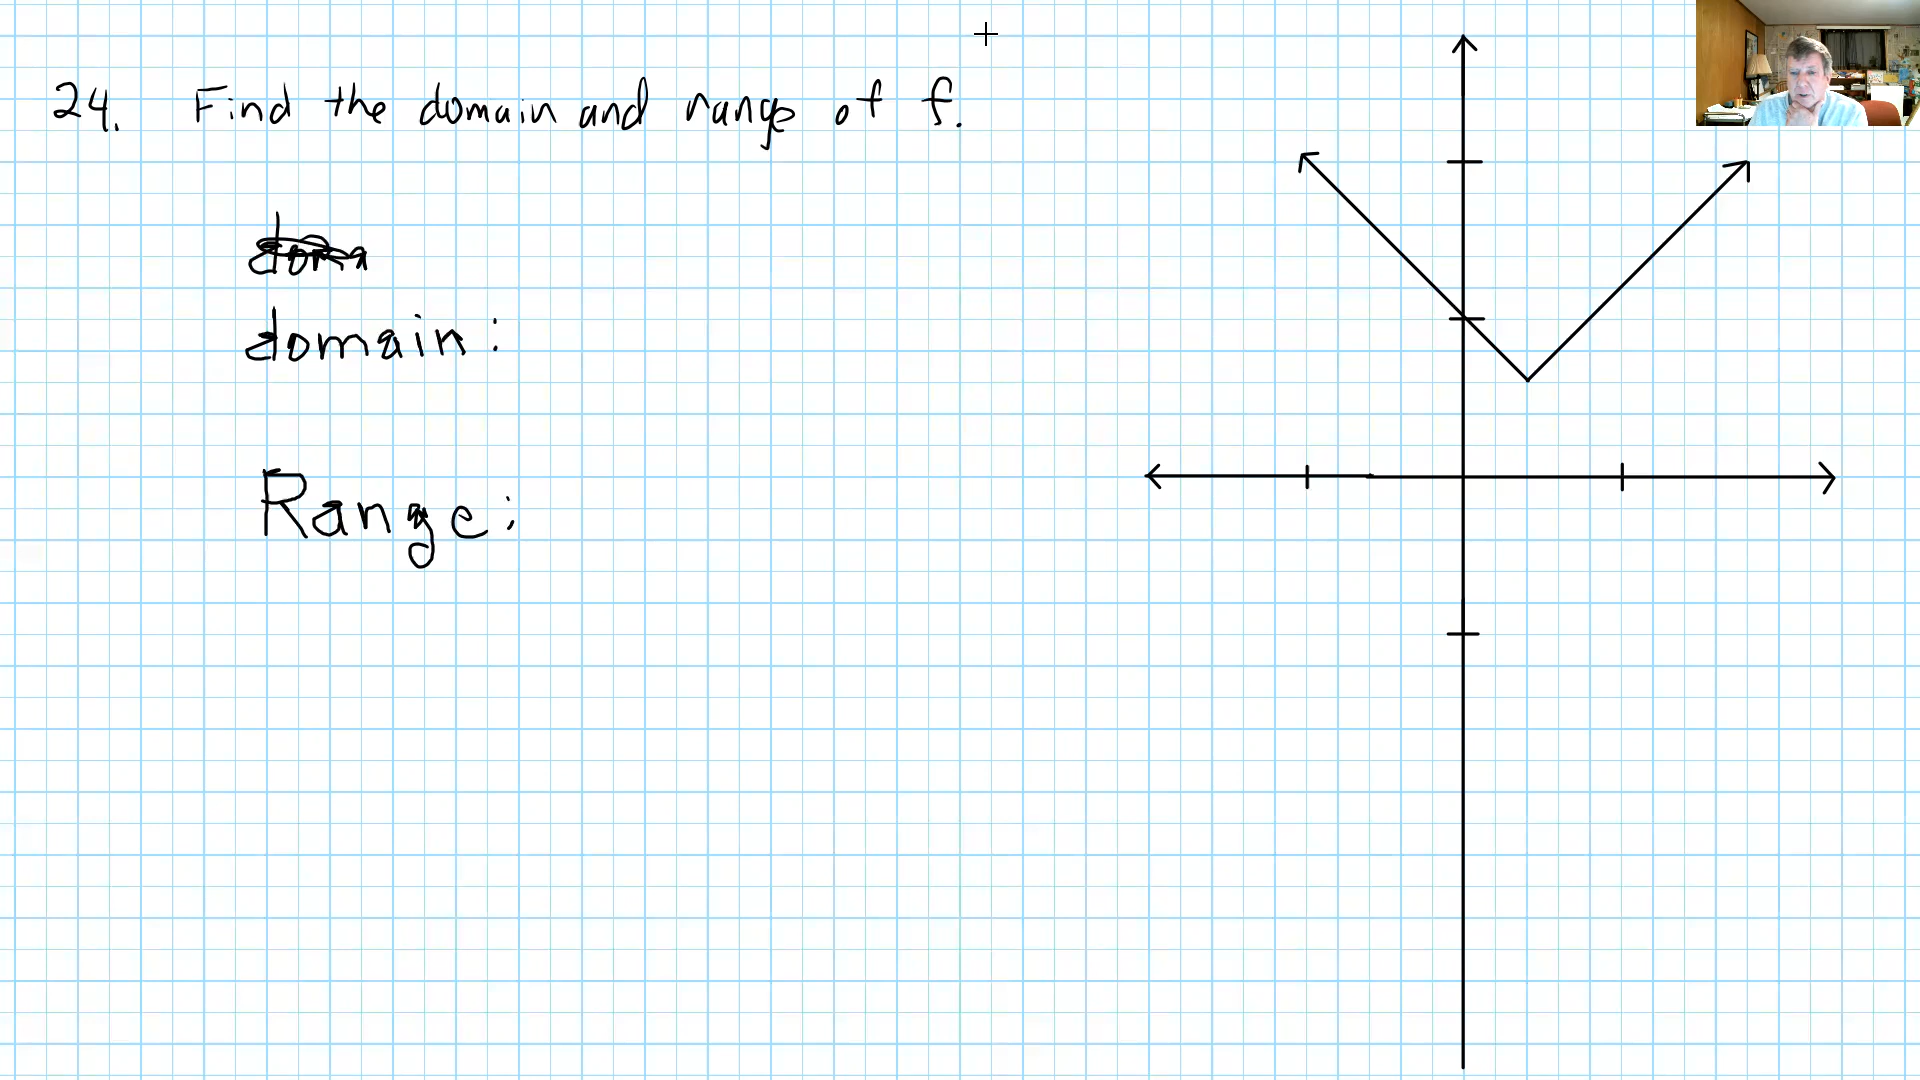 24. Find the domain and range of f.
domain:
Range: